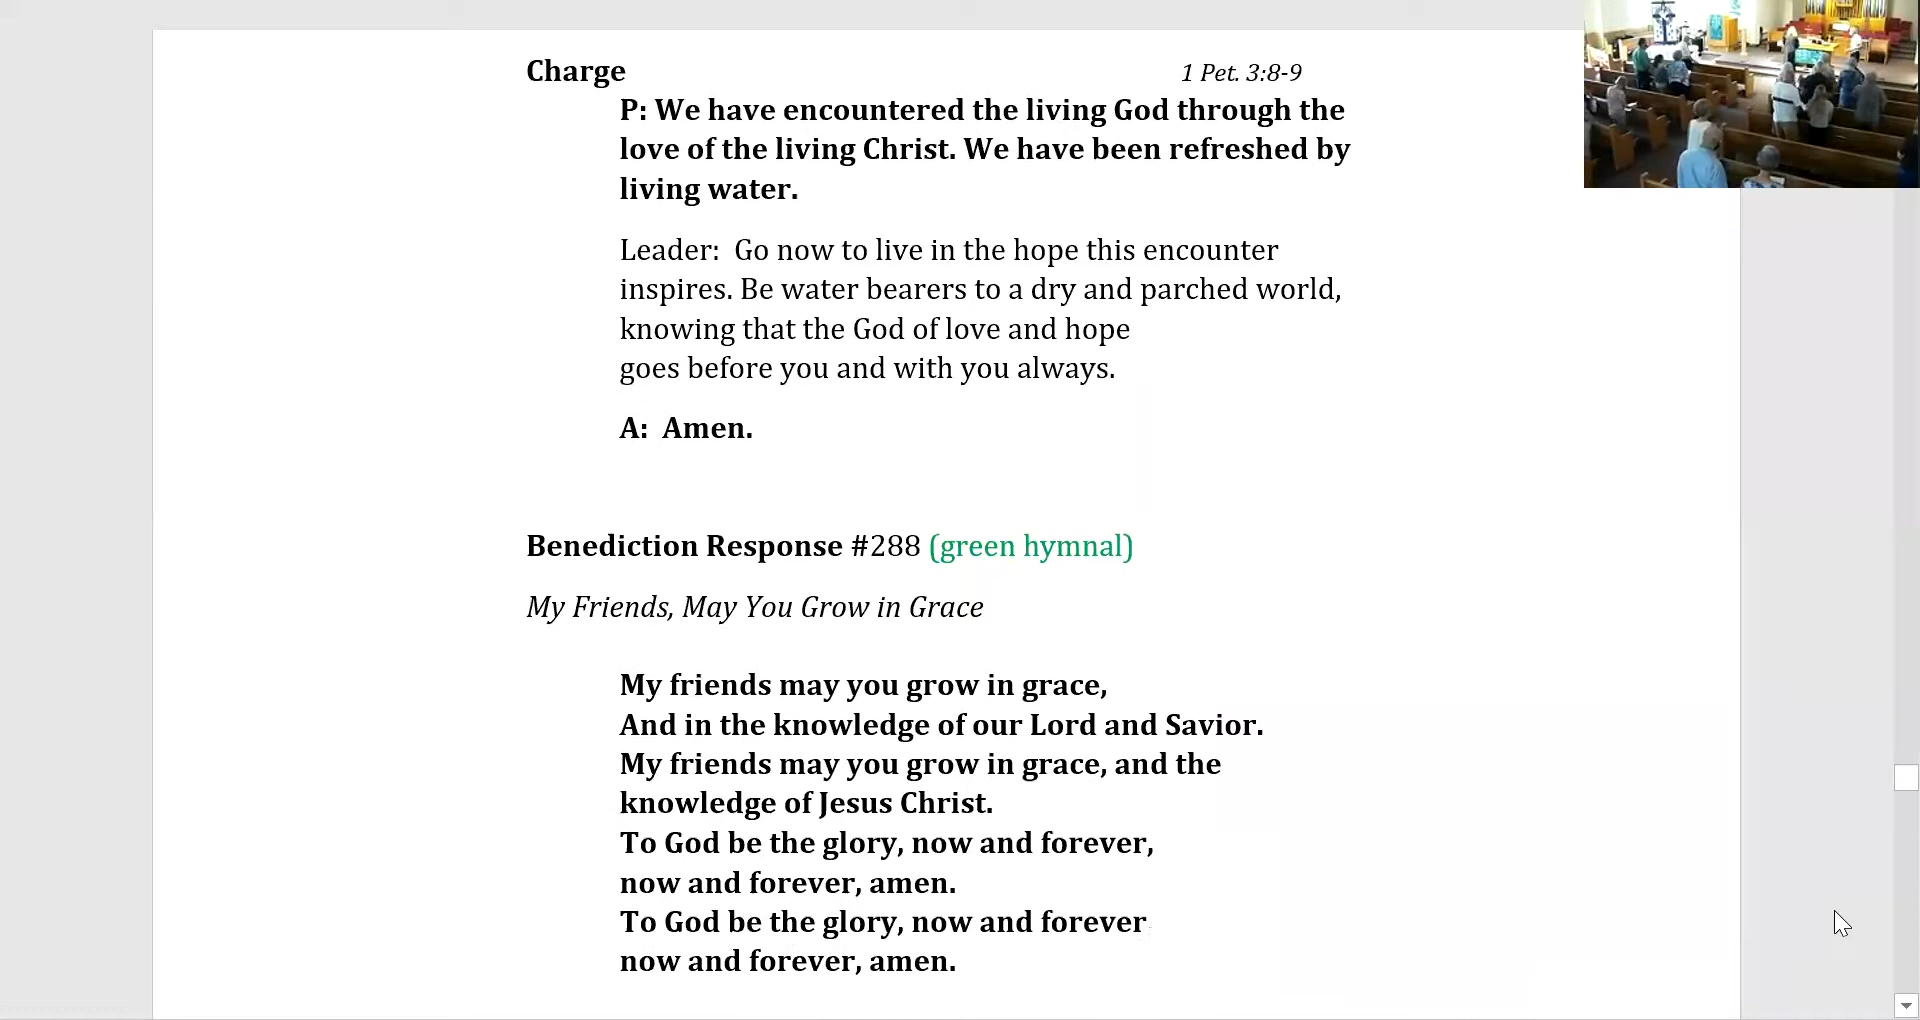 Charge 1 Pet. 3:8-9
P: We have encountered the living God through the
love of the living Christ. We have been refreshed by
living water.
Leader: Go now to live in the hope this encounter
inspires. Be water bearers to a dry and parched world,
knowing that the God of love and hope
goes before you and with you always.
A: Amen.
Benediction Response #288 (green hymnal)
My Friends, May You Grow in Grace
My friends may you grow in grace,
And in the knowledge of our Lord and Savior.
My friends may you grow in grace, and the
knowledge of Jesus Christ.
To God be the glory, now and forever,
now and forever, amen.
To God be the glory, now and forever
now and forever, amen.